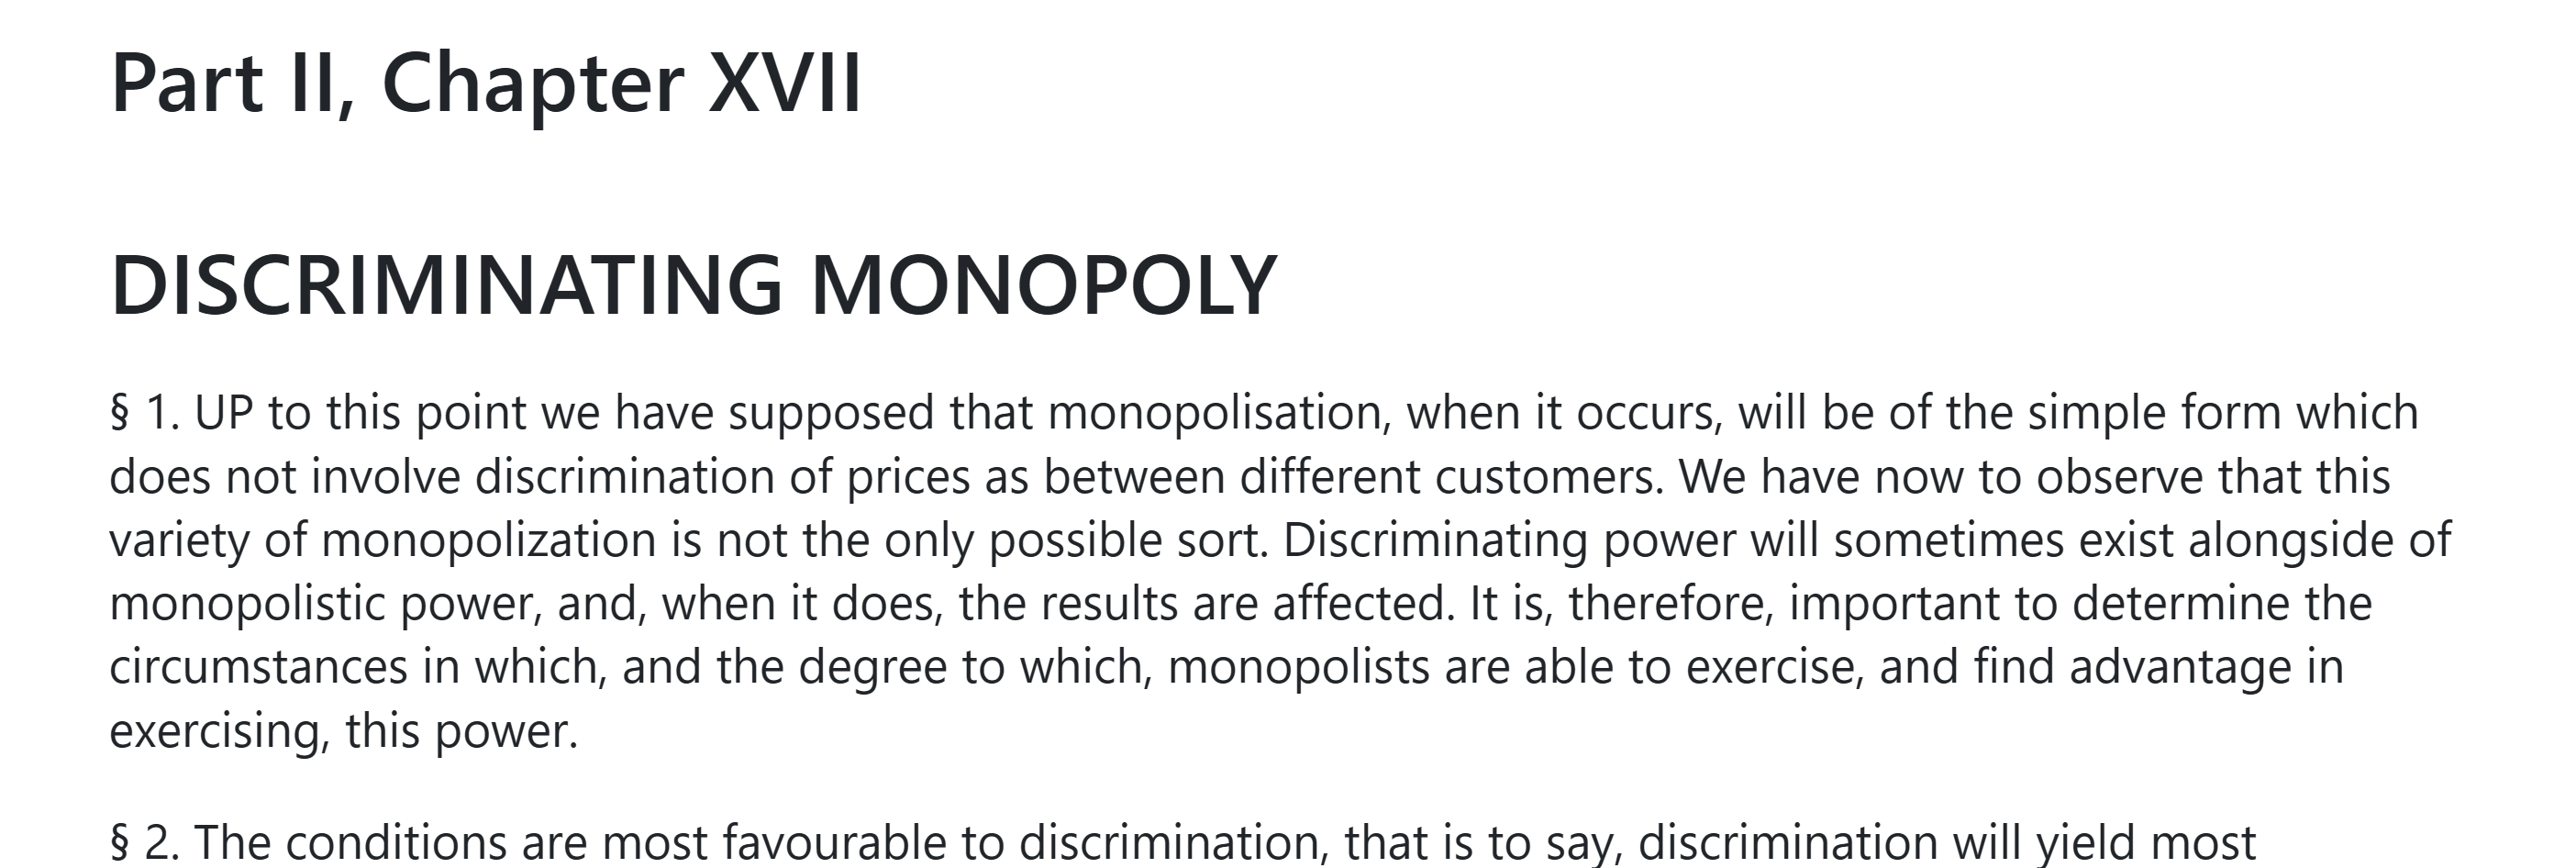 Part II, Chapter XVII
DISCRIMINATING MONOPOLY
§ 1. UP to this point we have supposed that monopolisation, when it occurs, will be of the simple form which
does not involve discrimination of prices as between different customers. We have now to observe that this
variety of monopolization is not the only possible sort. Discriminating power will sometimes exist alongside of
monopolistic power, and, when it does, the results are affected. It is, therefore, important to determine the
circumstances in which, and the degree to which, monopolists are able to exercise, and find advantage in
exercising, this power.
§ 2. The conditions are most favourable to discrimination, that is to say, discrimination will yield most